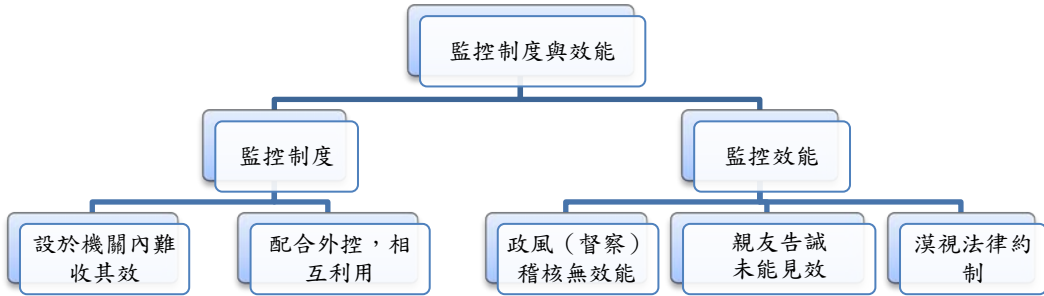 監控制度與效能
監控制度
監控效能
設於機關內難
收其效
配合外控，相
互利用
政風（督察）
稽核無效能
親友告誡
未能見效
漠視法律約
制